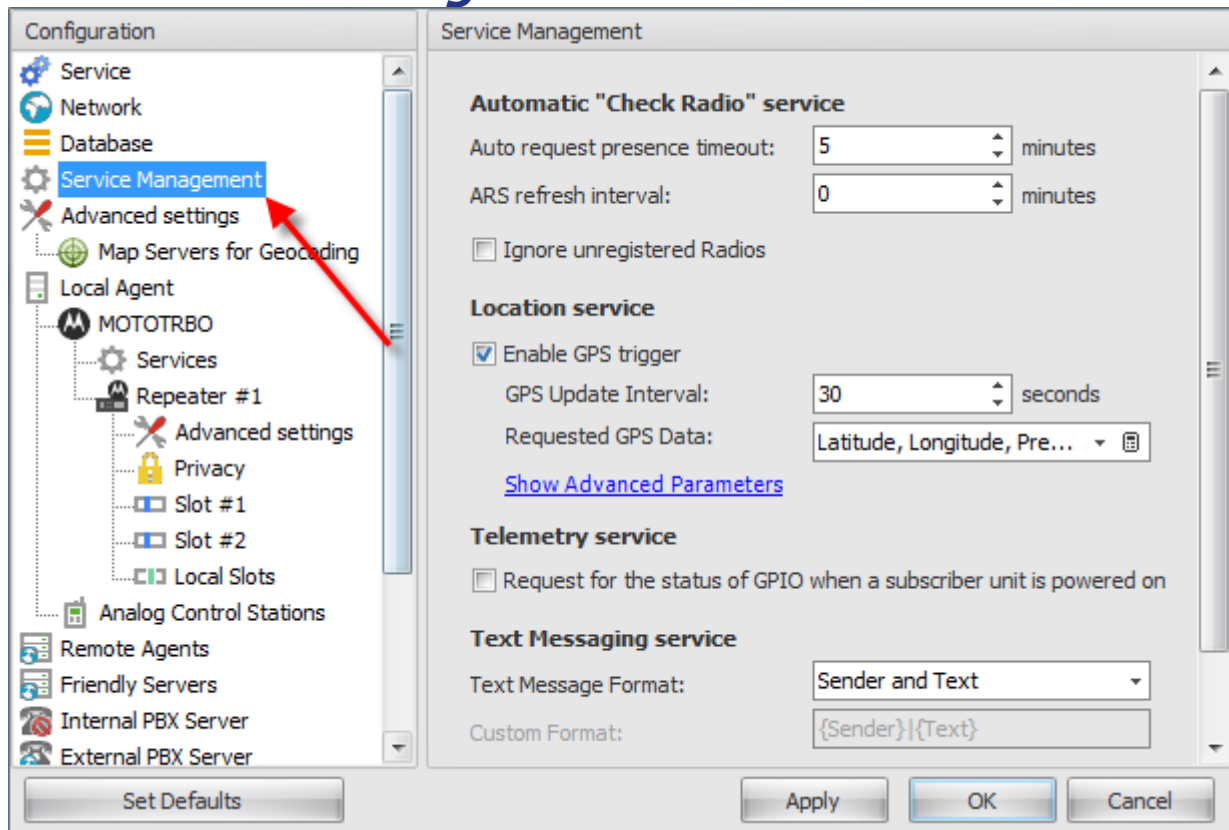 Configuration
Service
Network
Database
Service Management
Advanced settings
Map Servers for Geocoding
Local Agent
MOTOTRBO
Services
Repeater #1
Advanced settings
Privacy
Slot #1
Slot #2
Local Slots
Analog Control Stations
Remote Agents
Friendly Servers
Internal PBX Server
External PBX Server
Set Defaults
Service Management
Automatic "Check Radio" service
Auto request presence timeout: 5 minutes
ARS refresh interval: 0 minutes
Ignore unregistered Radios
Location service
Enable GPS trigger
GPS Update Interval: 30 seconds
Requested GPS Data: Latitude, Longitude, Pre...
Show Advanced Parameters
Telemetry service
Request for the status of GPIO when a subscriber unit is powered on
Text Messaging service
Text Message Format: Sender and Text
Custom Format: {Sender}|{Text}
Apply OK Cancel